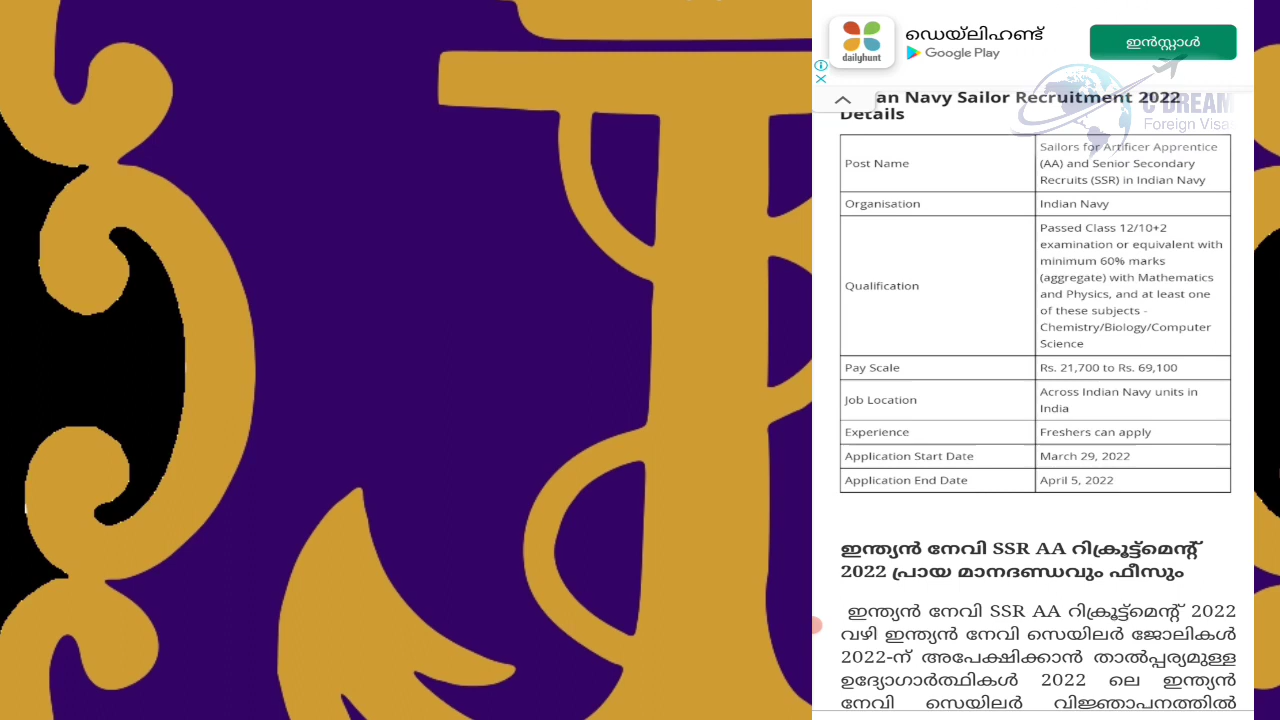 ഡെയ്‌ലിഹണ്ട്
Google Play
dailyhunt
ഇൻസ്റ്റാൾ
C DREAM
Foreign Visa
an Navy Sailor Recruitment 2022
Details
Post Name
Sailors for Artificer Apprentice
(AA) and Senior Secondary
Recruits (SSR) in Indian Navy
Organisation
Indian Navy
Qualification
Passed Class 12/10+2
examination or equivalent with
minimum 60% marks
(aggregate) with Mathematics
and Physics, and at least one
of these subjects -
Chemistry/Biology/Computer
Science
Pay Scale
Rs. 21,700 to Rs. 69,100
Job Location
Across Indian Navy units in
India
Experience
Freshers can apply
Application Start Date
March 29, 2022
Application End Date
April 5, 2022
ഇന്ത്യൻ നേവി SSR AA റിക്രൂട്ട്മെന്റ്
2022 പ്രായ മാനദണ്ഡവും ഫീസും
ഇന്ത്യൻ നേവി SSR AA റിക്രൂട്ട്മെന്റ് 2022
വഴി ഇന്ത്യൻ നേവി സെയിലർ ജോലികൾ
2022-ന് അപേക്ഷിക്കാൻ താൽപ്പര്യമുള്ള
ഉദ്യോഗാർത്ഥികൾ 2022 ലെ ഇന്ത്യൻ
നേവി സെയിലർ വിജ്ഞാപനത്തിൽ